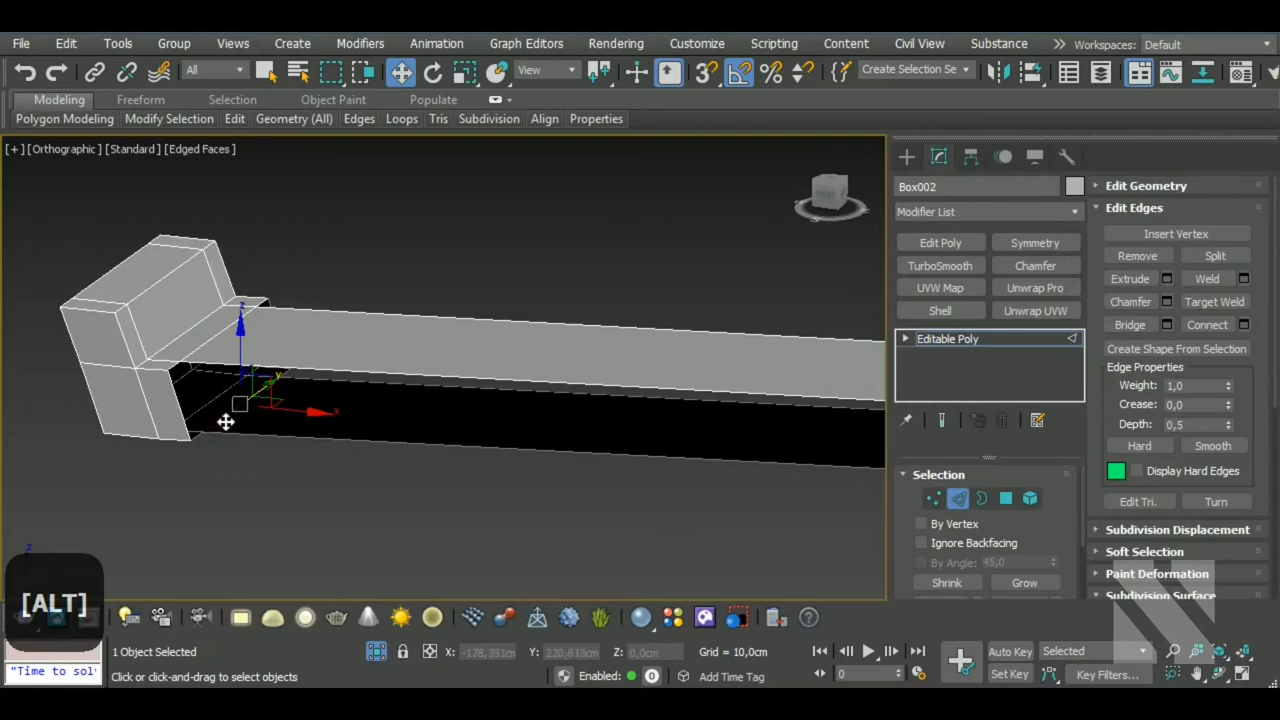 File Edit Tools Group Views Create Modifiers Animation Graph Editors Rendering Customize Scripting Content Civil View Substance Workspaces: Default
All View Create Selection Se
Modeling Freeform Selection Object Paint Populate
Polygon Modeling Modify Selection Edit Geometry (All) Edges Loops Tris Subdivision Align Properties
[+] [Orthographic] [Standard] [Edged Faces]
FRONT
Box002
Modifier List
Edit Poly Symmetry
TurboSmooth Chamfer
UVW Map Unwrap Pro
Shell Unwrap UVW
Editable Poly
Selection
By Vertex
Ignore Backfacing
By Angle: 45,0
Shrink Grow
Edit Geometry
Edit Edges
Insert Vertex
Remove Split
Extrude Weld
Chamfer Target Weld
Bridge Connect
Create Shape From Selection
Edge Properties
Weight: 1,0
Crease: 0,0
Depth: 0,5
Hard Smooth
Display Hard Edges
Edit Tri. Turn
Subdivision Displacement
Soft Selection
Paint Deformation
Subdivision Surface
z
y
x
z
[ALT]
"Time to sol
1 Object Selected X: -178,351cm Y: 220,818cm Z: 0,0cm Grid = 10,0cm
Click or click-and-drag to select objects Enabled: 0 Add Time Tag
0
Auto Key Selected
Set Key Key Filters...